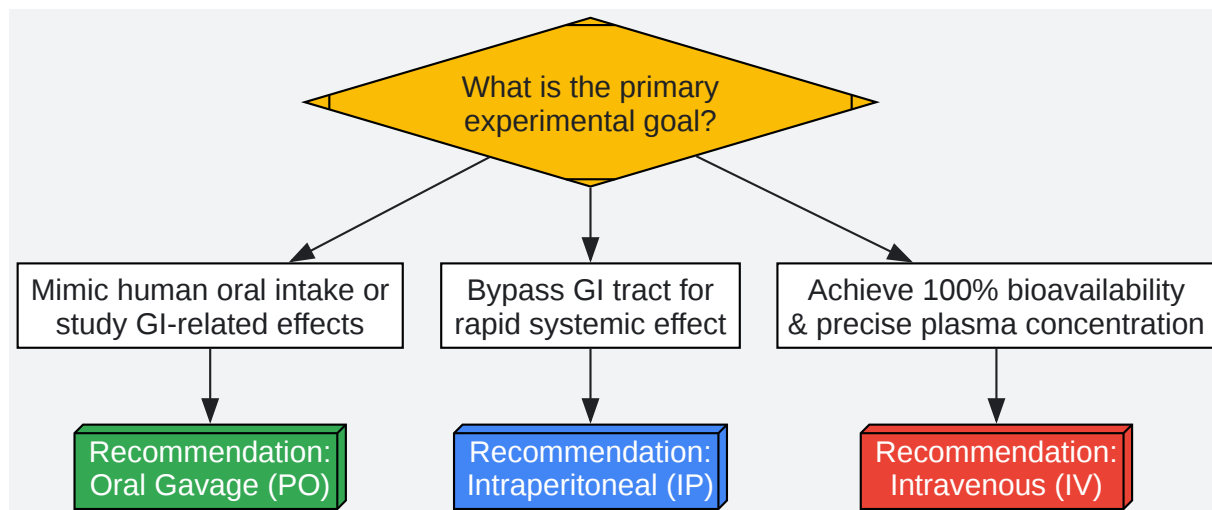 What is the primary
experimental goal?
Mimic human oral intake or
study GI-related effects
Bypass GI tract for
rapid systemic effect
Achieve 100% bioavailability
& precise plasma concentration
Recommendation:
Oral Gavage (PO)
Recommendation:
Intraperitoneal (IP)
Recommendation:
Intravenous (IV)